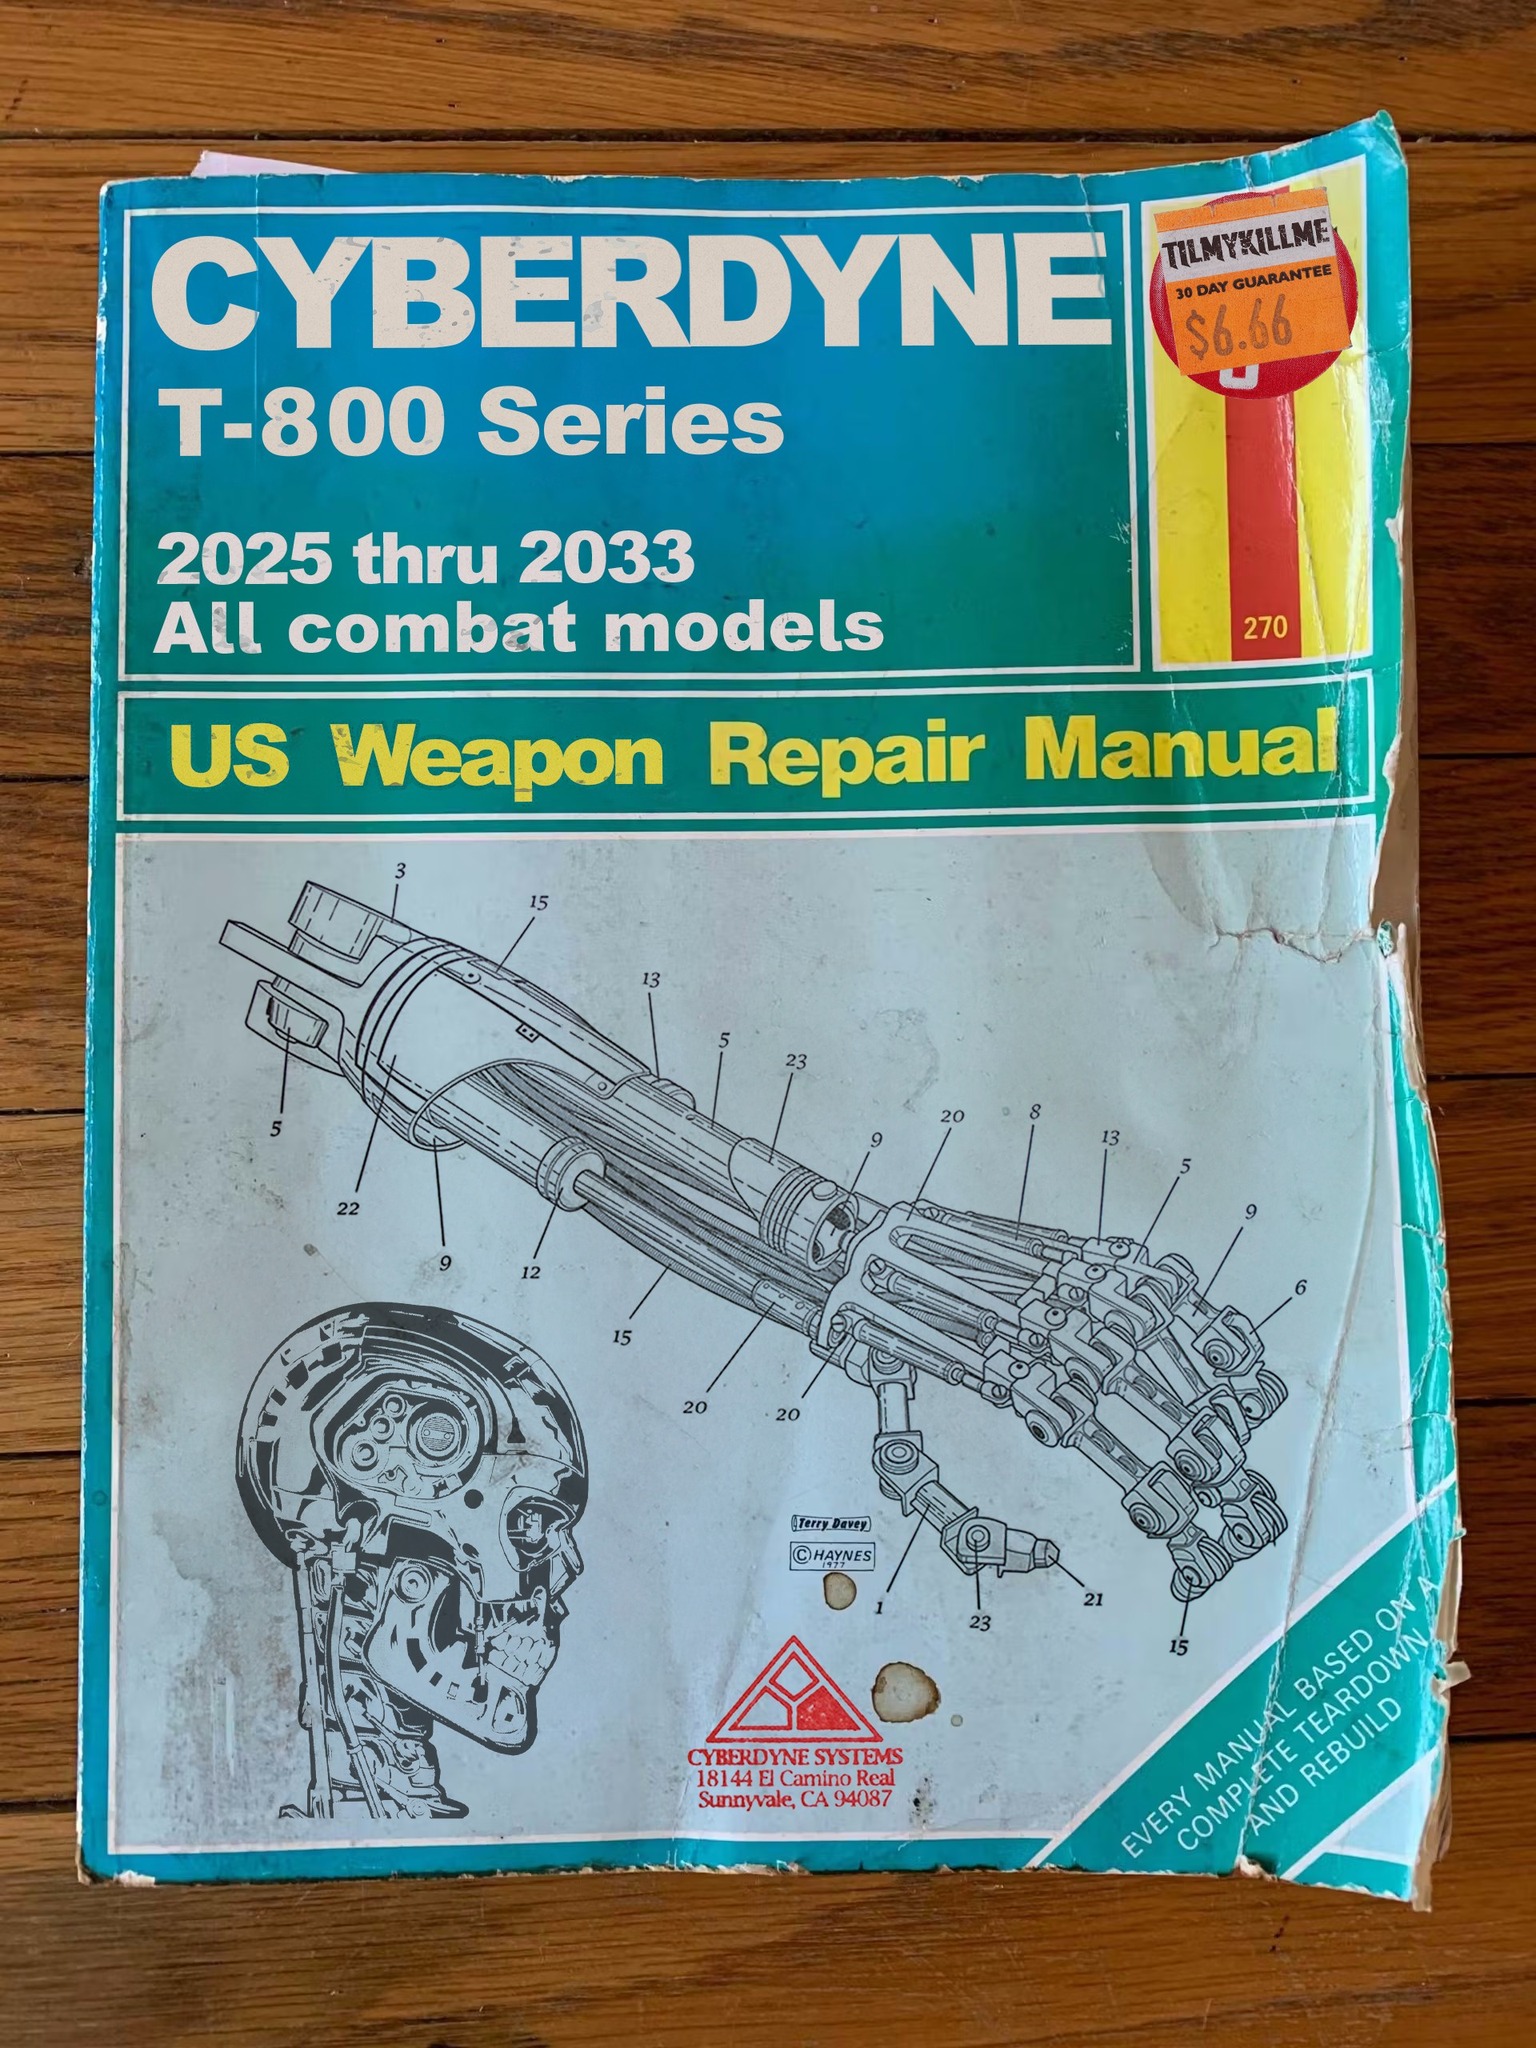 CYBERDYNE
T-800 Series
2025 thru 2033
All combat models
TILMYKILLME
30 DAY GUARANTEE
$6.66
270
US Weapon Repair Manual
3
15
13
5
23
9
20
8
13
5
9
6
5
22
9
12
15
20
20
Terry Davey
© HAYNES
1977
1
23
21
15
CYBERDYNE SYSTEMS
18144 El Camino Real
Sunnyvale, CA 94087
EVERY MANUAL BASED ON A
COMPLETE TEARDOWN
AND REBUILD